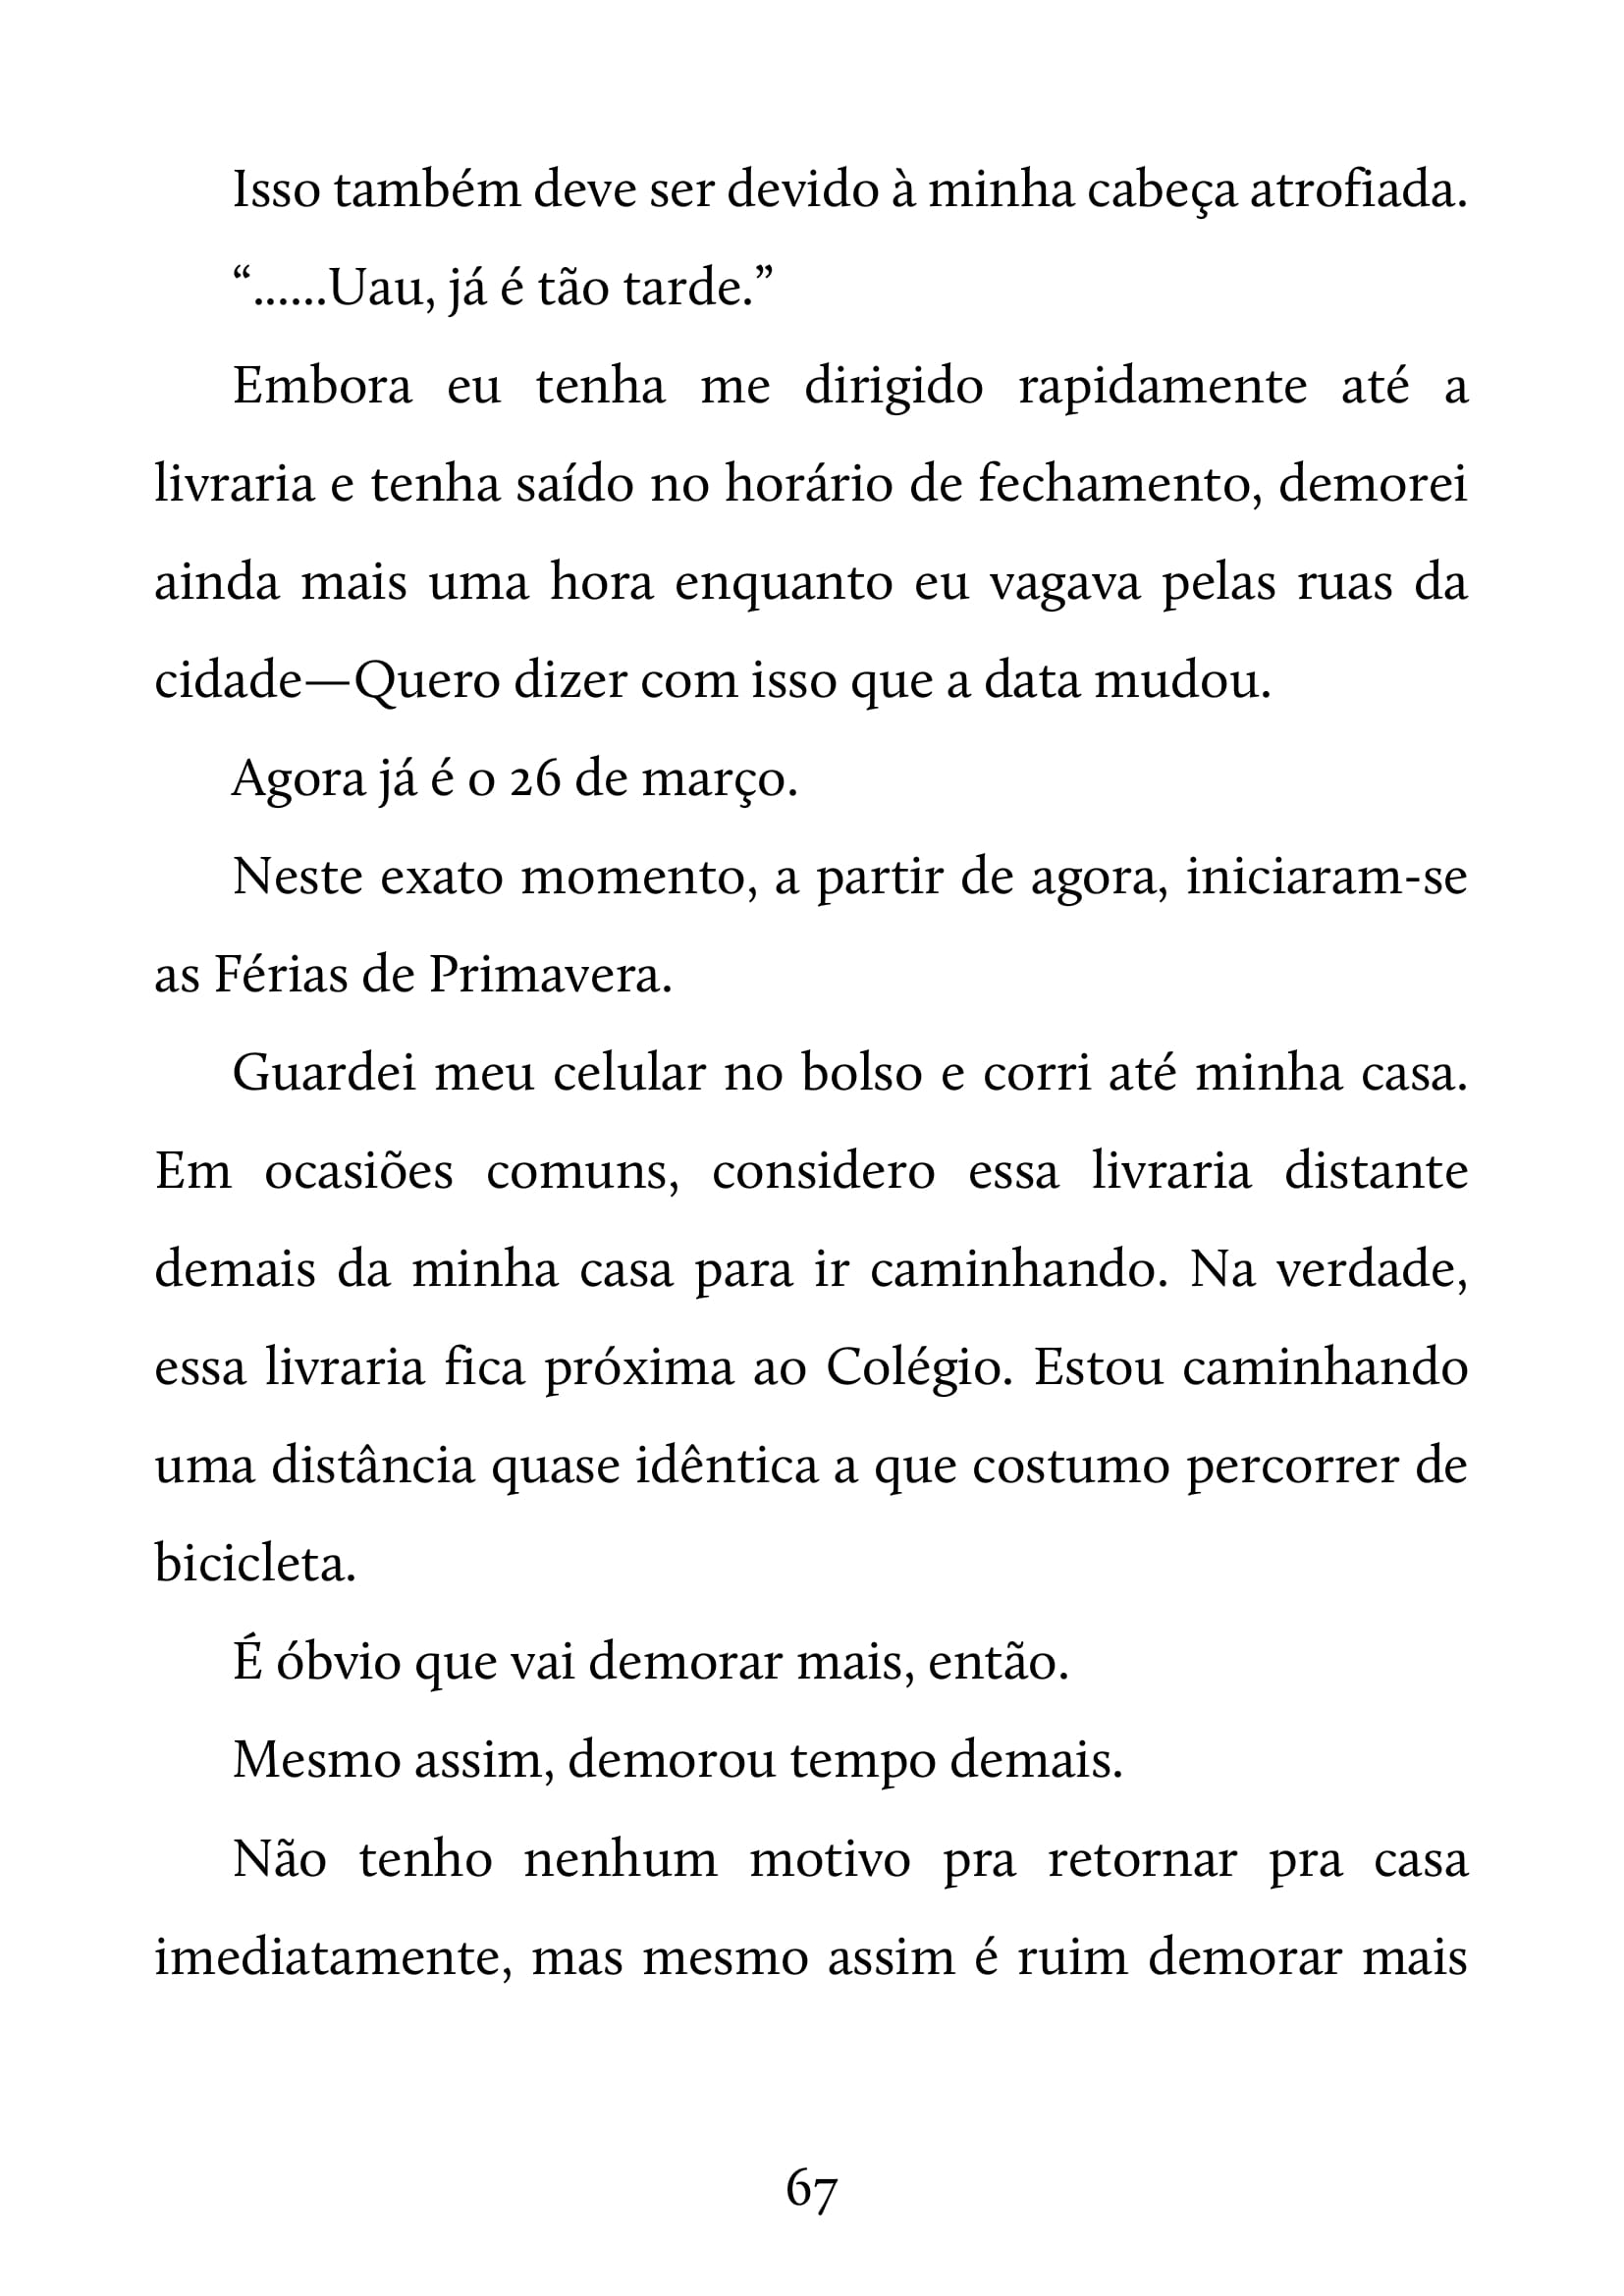 Isso também deve ser devido à minha cabeça atrofiada.
“......Uau, já é tão tarde.”
Embora eu tenha me dirigido rapidamente até a
livraria e tenha saído no horário de fechamento, demorei
ainda mais uma hora enquanto eu vagava pelas ruas da
cidade—Quero dizer com isso que a data mudou.
Agora já é o 26 de março.
Neste exato momento, a partir de agora, iniciaram-se
as Férias de Primavera.
Guardei meu celular no bolso e corri até minha casa.
Em ocasiões comuns, considero essa livraria distante
demais da minha casa para ir caminhando. Na verdade,
essa livraria fica próxima ao Colégio. Estou caminhando
uma distância quase idêntica a que costumo percorrer de
bicicleta.
É óbvio que vai demorar mais, então.
Mesmo assim, demorou tempo demais.
Não tenho nenhum motivo pra retornar pra casa
imediatamente, mas mesmo assim é ruim demorar mais
67